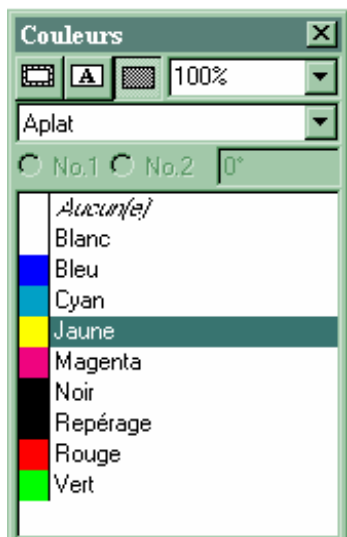 Couleurs
A 100%
Aplat
No.1 No.2 0°
Aucun(e)
Blanc
Bleu
Cyan
Jaune
Magenta
Noir
Repérage
Rouge
Vert